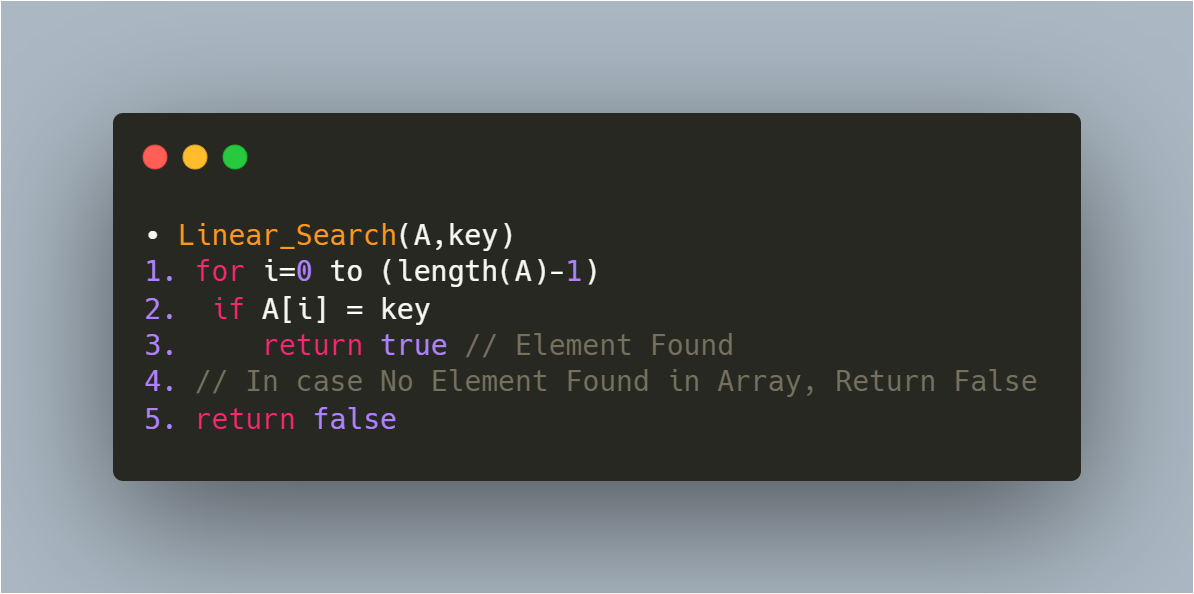 • Linear_Search(A,key)
1. for i=0 to (length(A)-1)
2.  if A[i] = key
3.     return true // Element Found
4. // In case No Element Found in Array, Return False
5. return false